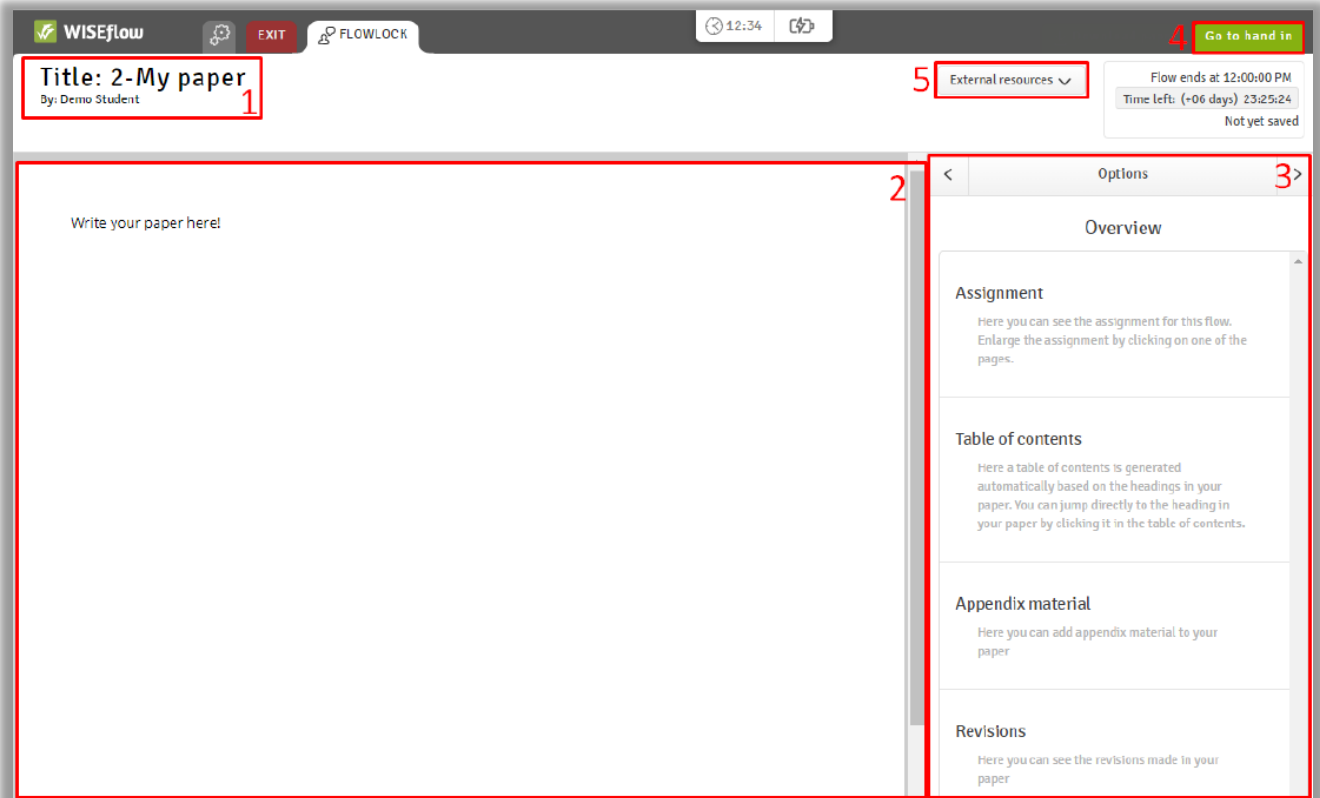 WISEflow
EXIT
FLOWLOCK
12:34
4
Go to hand in
Title: 2-My paper
By: Demo Student
1
5
External resources
Flow ends at 12:00:00 PM
Time left: (+06 days) 23:25:24
Not yet saved
2
Write your paper here!
<
Options
3
>
Overview
Assignment
Here you can see the assignment for this flow.
Enlarge the assignment by clicking on one of the
pages.
Table of contents
Here a table of contents is generated
automatically based on the headings in your
paper. You can jump directly to the heading in
your paper by clicking it in the table of contents.
Appendix material
Here you can add appendix material to your
paper
Revisions
Here you can see the revisions made in your
paper